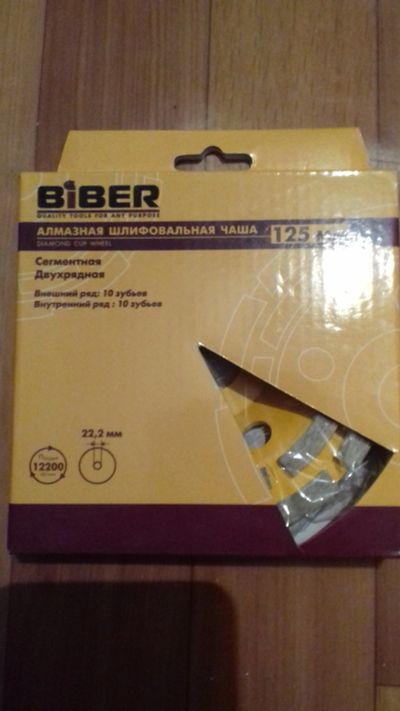 BiBER
QUALITY TOOLS FOR ANY PURPOSE
АЛМАЗНАЯ ШЛИФОВАЛЬНАЯ ЧАША
125
DIAMOND CUP WHEEL
Сегментная
Двухрядная
Внешний ряд: 10 зубьев
Внутренний ряд : 10 зубьев
22,2 мм
12200